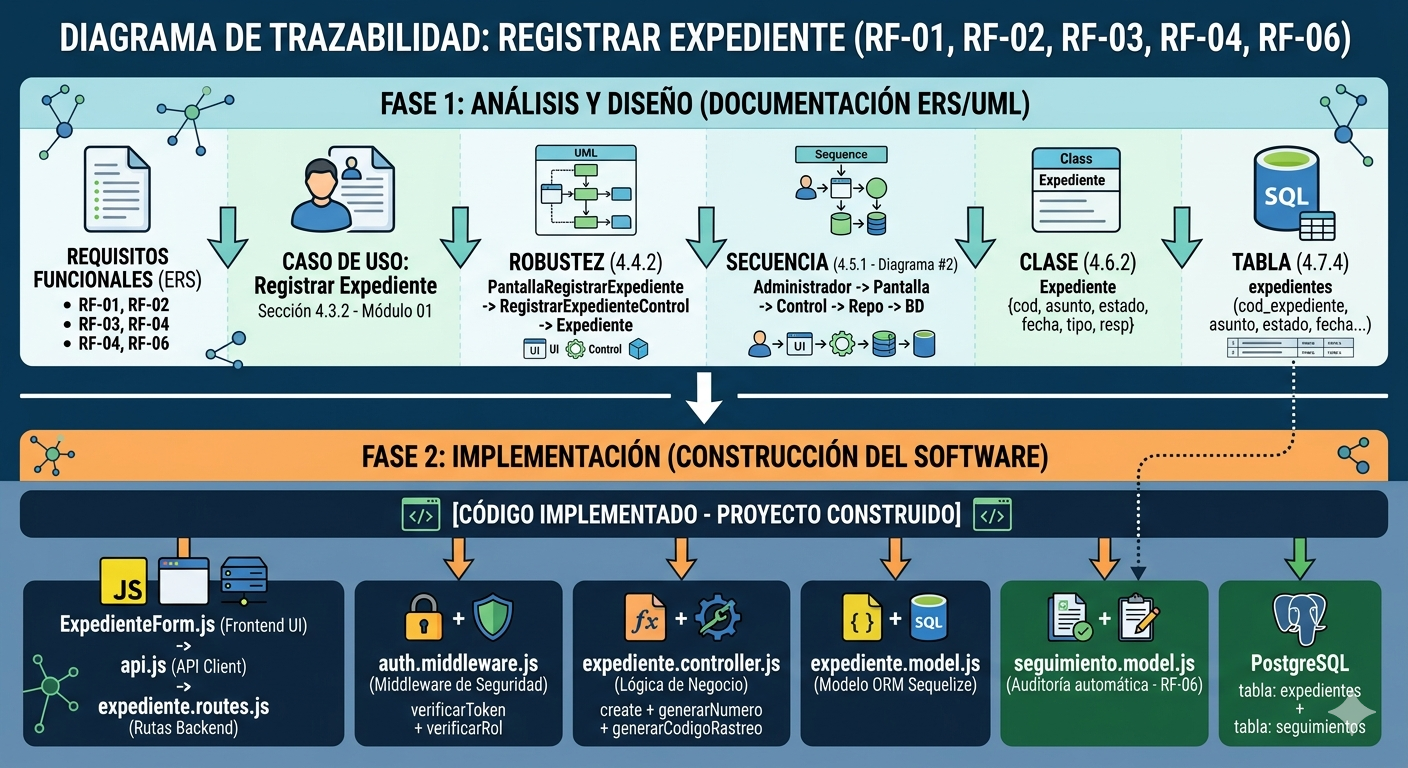 DIAGRAMA DE TRAZABILIDAD: REGISTRAR EXPEDIENTE (RF-01, RF-02, RF-03, RF-04, RF-06)
FASE 1: ANÁLISIS Y DISEÑO (DOCUMENTACIÓN ERS/UML)
REQUISITOS
FUNCIONALES (ERS)
• RF-01, RF-02
• RF-03, RF-04
• RF-04, RF-06
CASO DE USO:
Registrar Expediente
Sección 4.3.2 - Módulo 01
UML
ROBUSTEZ (4.4.2)
PantallaRegistrarExpediente
-> RegistrarExpedienteControl
-> Expediente
UI UI Control
Sequence
SECUENCIA (4.5.1 - Diagrama #2)
Administrador -> Pantalla
-> Control -> Repo -> BD
UI
Class
Expediente
CLASE (4.6.2)
Expediente
{cod, asunto, estado,
fecha, tipo, resp}
SQL
TABLA (4.7.4)
expedientes
(cod_expediente,
asunto, estado, fecha...)
FASE 2: IMPLEMENTACIÓN (CONSTRUCCIÓN DEL SOFTWARE)
</> [CÓDIGO IMPLEMENTADO - PROYECTO CONSTRUIDO] </>
JS
ExpedienteForm.js (Frontend UI)
->
api.js (API Client)
->
expediente.routes.js
(Rutas Backend)
+
auth.middleware.js
(Middleware de Seguridad)
verificarToken
+ verificarRol
fx +
expediente.controller.js
(Lógica de Negocio)
create + generarNumero
+ generarCodigoRastreo
{ } + SQL
expediente.model.js
(Modelo ORM Sequelize)
+
seguimiento.model.js
(Auditoría automática - RF-06)
PostgreSQL
tabla: expedientes
+
tabla: seguimientos